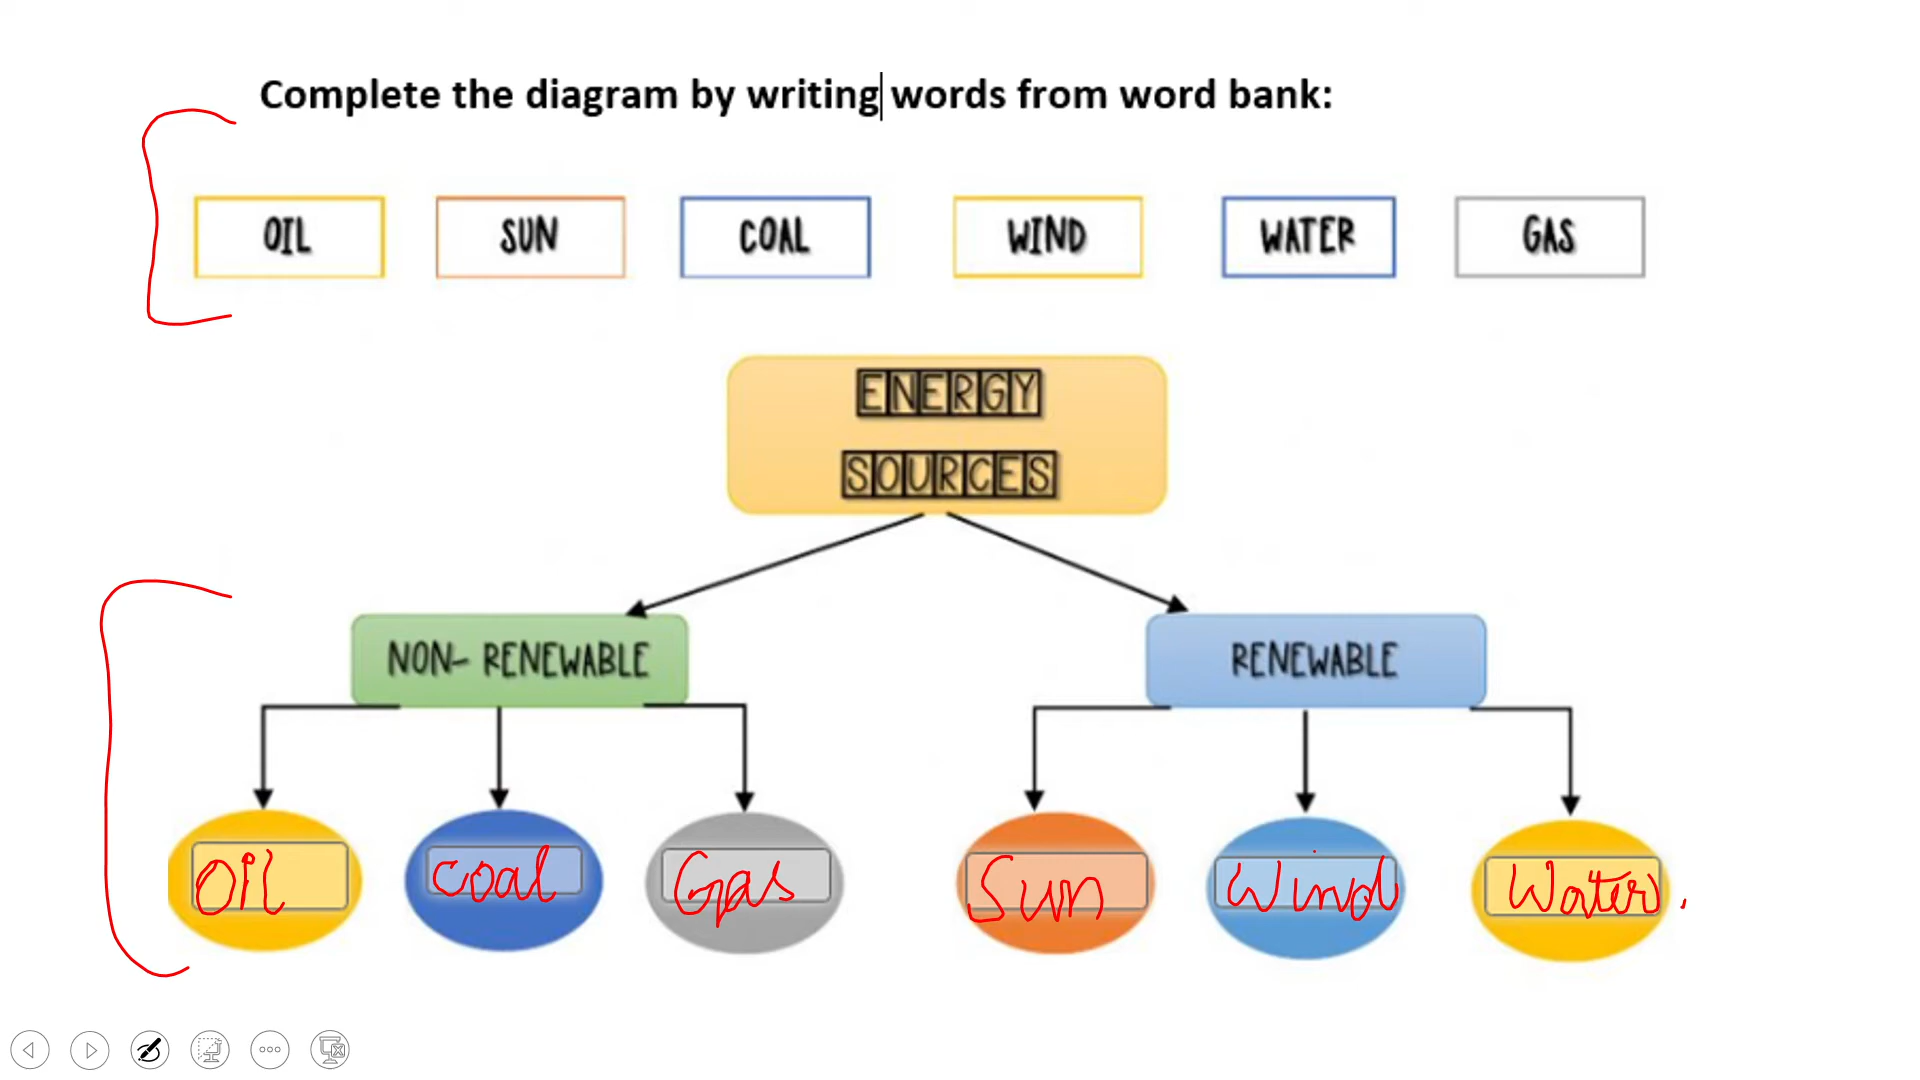 Complete the diagram by writing words from word bank:
OIL SUN COAL WIND WATER GAS
ENERGY
SOURCES
NON- RENEWABLE RENEWABLE
Oil coal Gas Sun Wind Water.